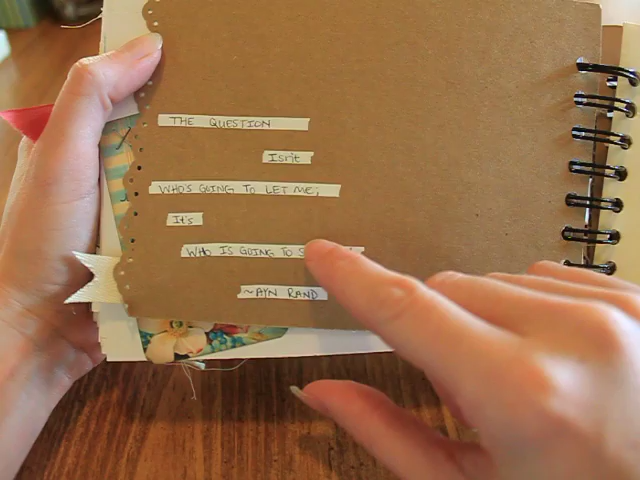 THE QUESTION
Isn't
WHO'S GOING TO LET ME;
It's
WHO IS GOING TO
~AYN RAND